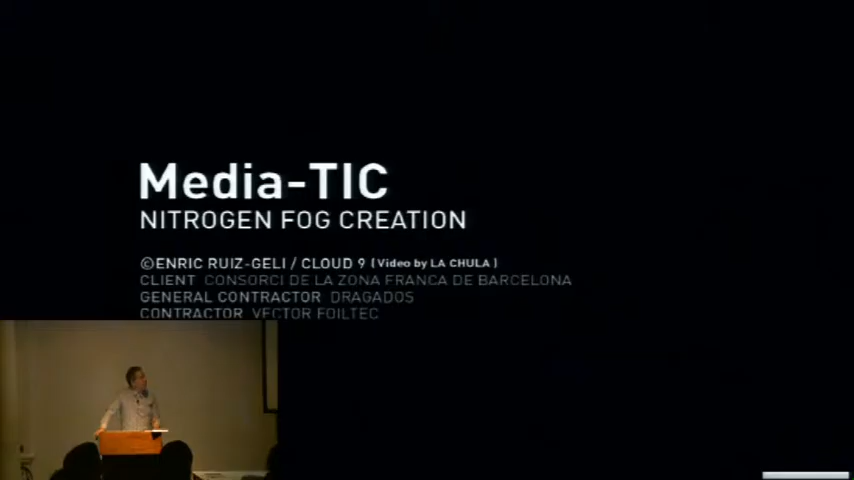 Media-TIC
NITROGEN FOG CREATION
©ENRIC RUIZ-GELI / CLOUD 9 (Video by LA CHULA)
CLIENT CONSORCI DE LA ZONA FRANCA DE BARCELONA
GENERAL CONTRACTOR DRAGADOS
CONTRACTOR VECTOR FOILTEC